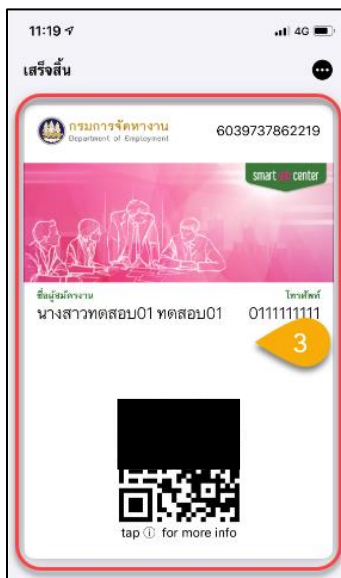 11:19
4G
เสร็จสิ้น
กรมการจัดหางาน
Department of Employment
6039737862219
smart job center
ชื่อผู้สมัครงาน
โทรศัพท์
นางสาวทดสอบ01 ทดสอบ01
0111111111
3
tap ⓘ for more info